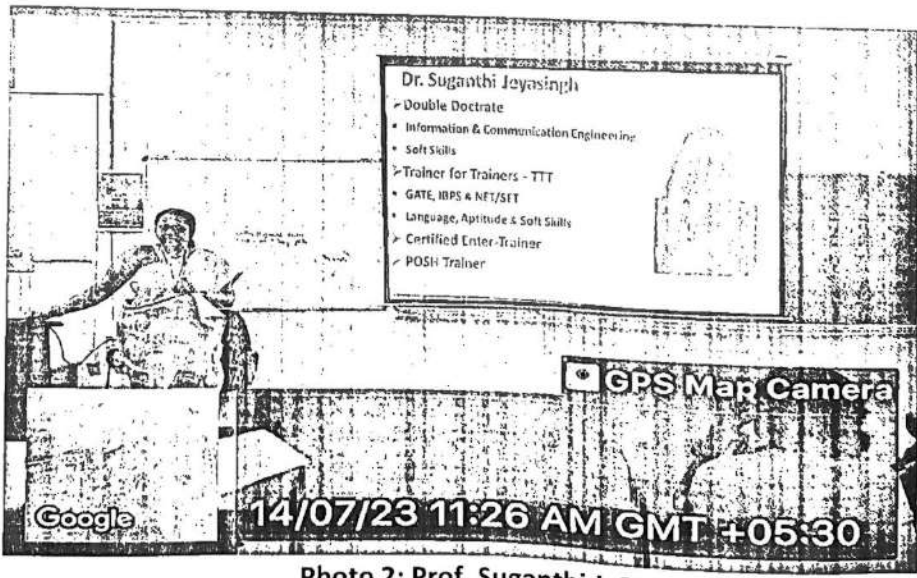 Dr. Suganthi Jeyasingh
➢ Double Doctrate
• Information & Communication Engineering
• Soft Skills
➢ Trainer for Trainers - TTT
• GATE, IBPS & NET/SET
• Language, Aptitude & Soft Skills
➢ Certified Enter-Trainer
➢ POSH Trainer
GPS Map Camera
Google
14/07/23 11:26 AM GMT +05:30
Photo 2: Prof. Suganthi